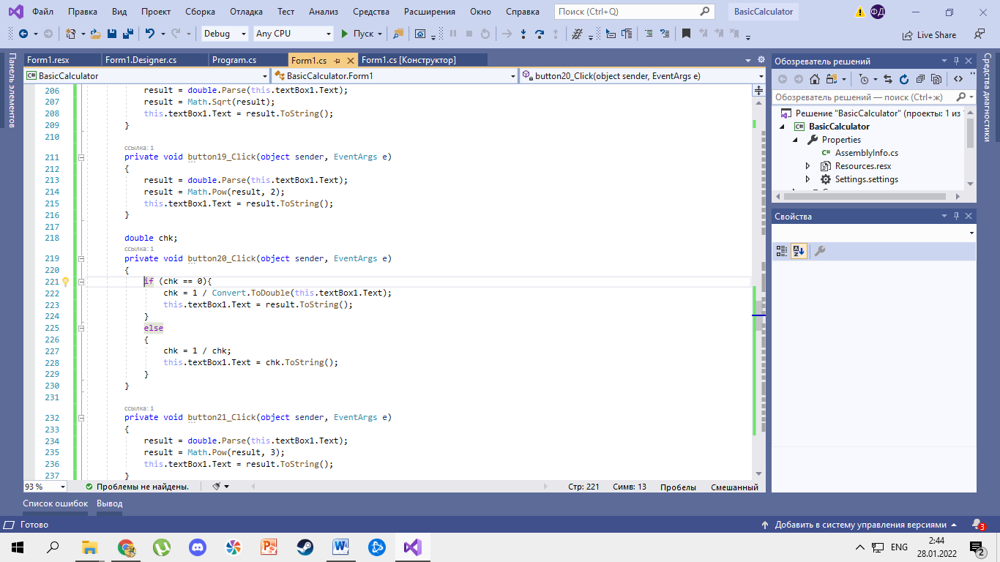 Файл Правка Вид Проект Сборка Отладка Тест Анализ Средства Расширения Окно Справка Поиск (Ctrl+Q) BasicCalculator ФД
Debug Any CPU Пуск Live Share
Панель элементов
Form1.resx Form1.Designer.cs Program.cs Form1.cs Form1.cs [Конструктор]
C# BasicCalculator BasicCalculator.Form1 button20_Click(object sender, EventArgs e)
206 result = double.Parse(this.textBox1.Text);
207 result = Math.Sqrt(result);
208 this.textBox1.Text = result.ToString();
209 }
210
ссылка: 1
211 private void button19_Click(object sender, EventArgs e)
212 {
213 result = double.Parse(this.textBox1.Text);
214 result = Math.Pow(result, 2);
215 this.textBox1.Text = result.ToString();
216 }
217
218 double chk;
ссылка: 1
219 private void button20_Click(object sender, EventArgs e)
220 {
221 if (chk == 0){
222 chk = 1 / Convert.ToDouble(this.textBox1.Text);
223 this.textBox1.Text = result.ToString();
224 }
225 else
226 {
227 chk = 1 / chk;
228 this.textBox1.Text = chk.ToString();
229 }
230 }
231
ссылка: 1
232 private void button21_Click(object sender, EventArgs e)
233 {
234 result = double.Parse(this.textBox1.Text);
235 result = Math.Pow(result, 3);
236 this.textBox1.Text = result.ToString();
237 }
93 % Проблемы не найдены. Стр: 221 Симв: 13 Пробелы Смешанный
Обозреватель решений
Обозреватель решений — поиск (Ctrl+ж)
Решение "BasicCalculator" (проекты: 1 из
C# BasicCalculator
Properties
C# AssemblyInfo.cs
Resources.resx
Settings.settings
Свойства
Средства диагностики
Список ошибок Вывод
Готово Добавить в систему управления версиями 3
ENG 2:44
28.01.2022 2